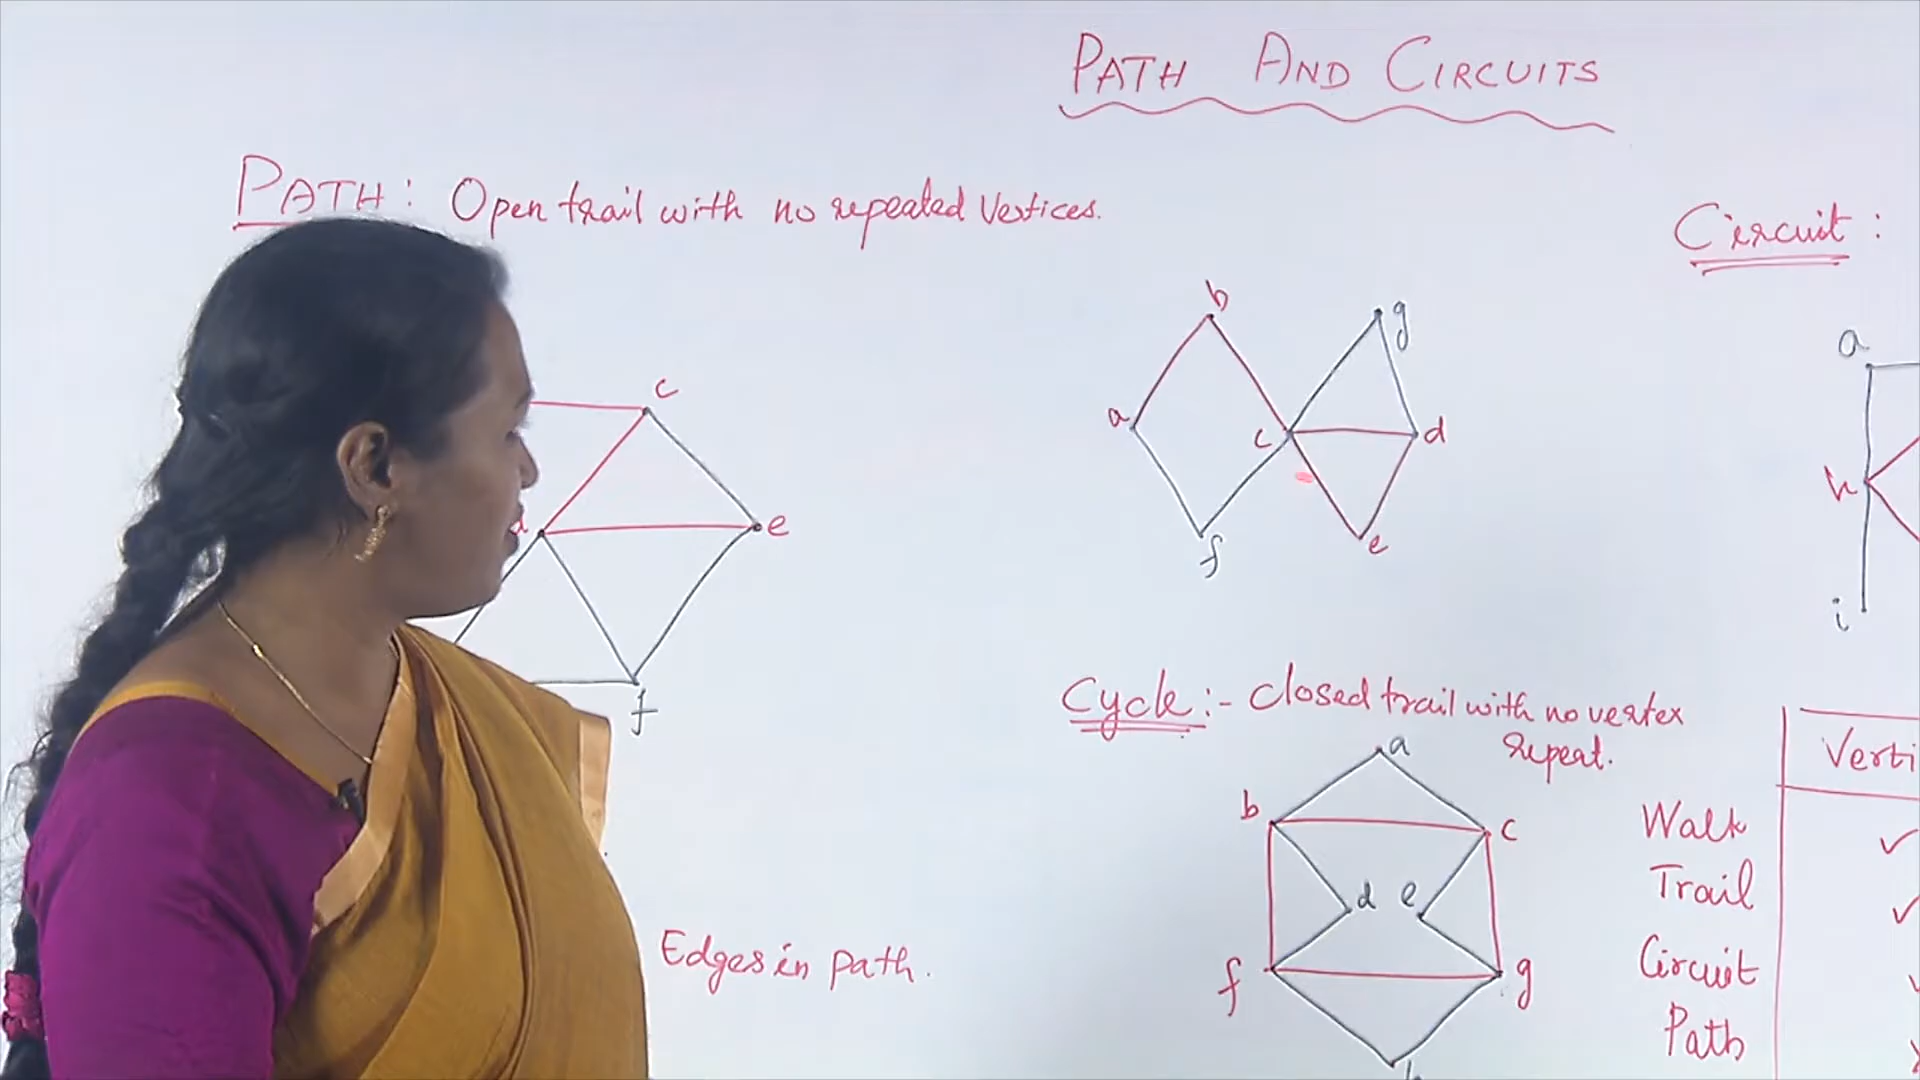 PATH AND CIRCUITS
PATH: Open trail with no repeated Vertices.
Circuit:
b
g
a
c
d
f
e
c
d
e
f
a
h
i
Cycle:- Closed trail with no vertex
repeat.
a
b
c
d
e
f
g
Verti
Walk
Trail
Circuit
Path
Edges in path.